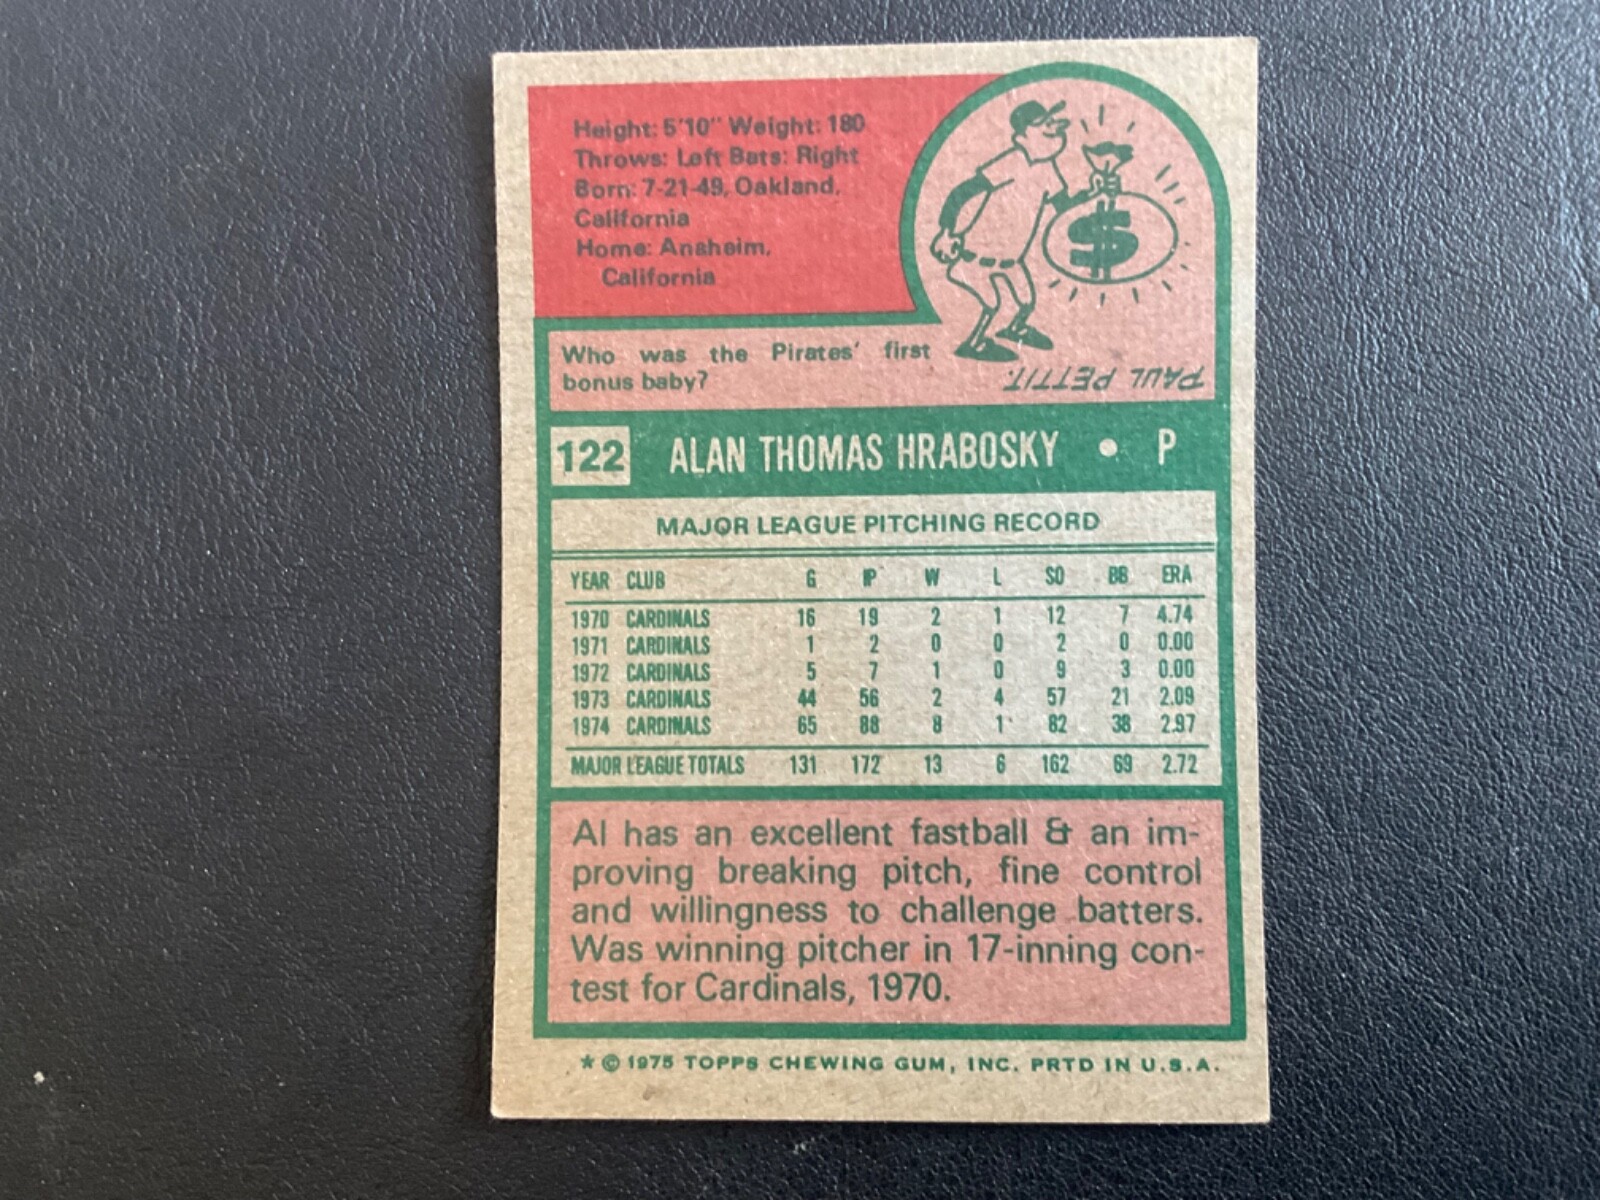 Height: 5'10" Weight: 180
Throws: Left Bats: Right
Born: 7-21-49, Oakland,
California
Home: Anaheim,
California
Who was the Pirates' first
bonus baby?
$
PAUL PETTIT.
122 ALAN THOMAS HRABOSKY • P
MAJOR LEAGUE PITCHING RECORD
YEAR CLUB G IP W L SO BB ERA
1970 CARDINALS 16 19 2 1 12 7 4.74
1971 CARDINALS 1 2 0 0 2 0 0.00
1972 CARDINALS 5 7 1 0 9 3 0.00
1973 CARDINALS 44 56 2 4 57 21 2.09
1974 CARDINALS 65 88 8 1 82 38 2.97
MAJOR LEAGUE TOTALS 131 172 13 6 162 69 2.72
Al has an excellent fastball & an im-
proving breaking pitch, fine control
and willingness to challenge batters.
Was winning pitcher in 17-inning con-
test for Cardinals, 1970.
* © 1975 TOPPS CHEWING GUM, INC. PRTD IN U.S.A.